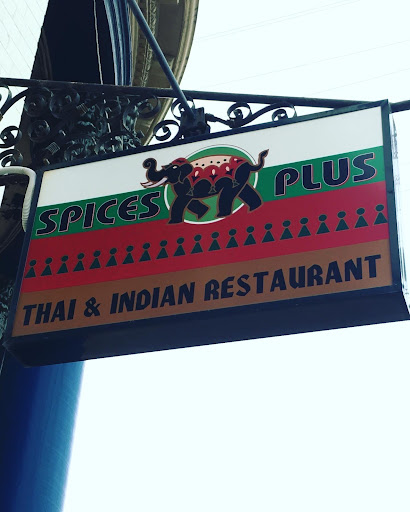 SPICES PLUS
THAI & INDIAN RESTAURANT